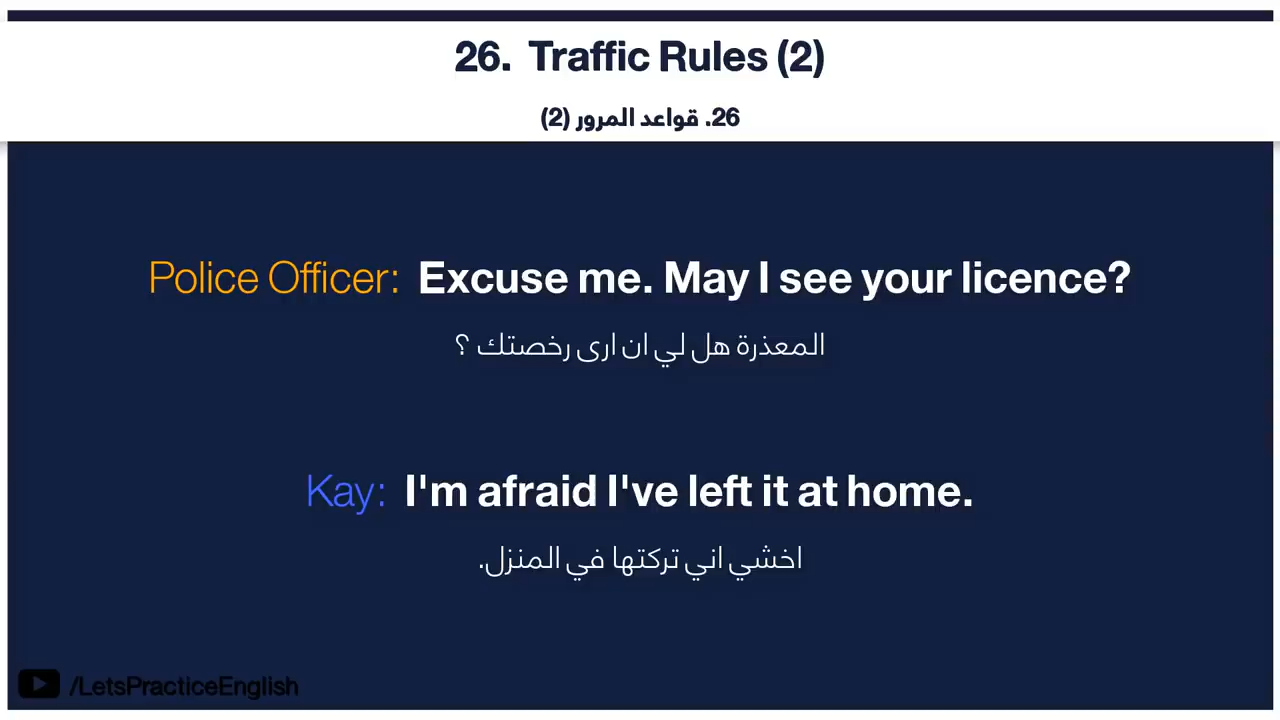 26. Traffic Rules (2)
26. قواعد المرور (2)
Police Officer: Excuse me. May I see your licence?
المعذرة هل لي ان ارى رخصتك ؟
Kay: I'm afraid I've left it at home.
اخشي اني تركتها في المنزل.
/LetsPracticeEnglish